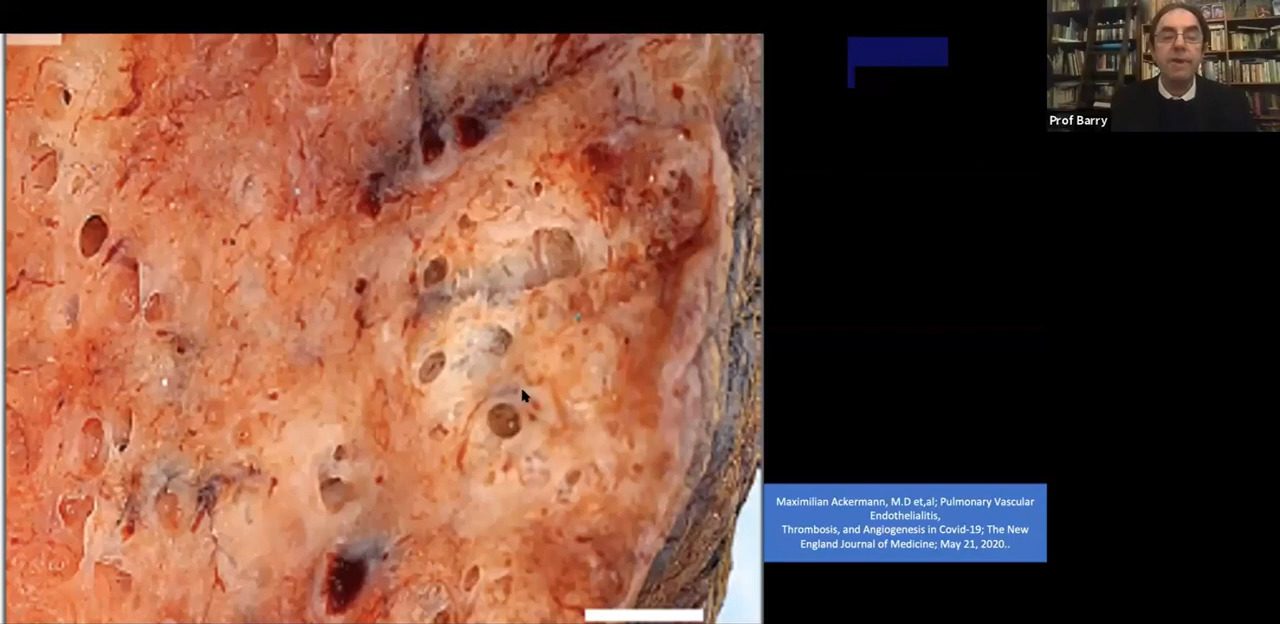 Prof Barry
Maximilian Ackermann, M.D et,al; Pulmonary Vascular
Endothelialitis,
Thrombosis, and Angiogenesis in Covid-19; The New
England Journal of Medicine; May 21, 2020..